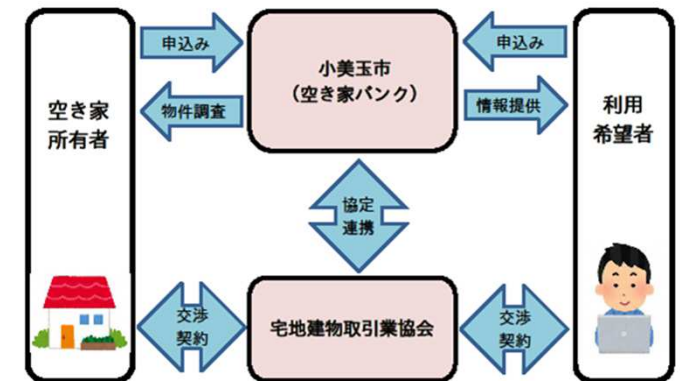 空き家
所有者
申込み
物件調査
小美玉市
（空き家バンク）
申込み
情報提供
利用
希望者
協定
連携
交渉
契約
宅地建物取引業協会
交渉
契約